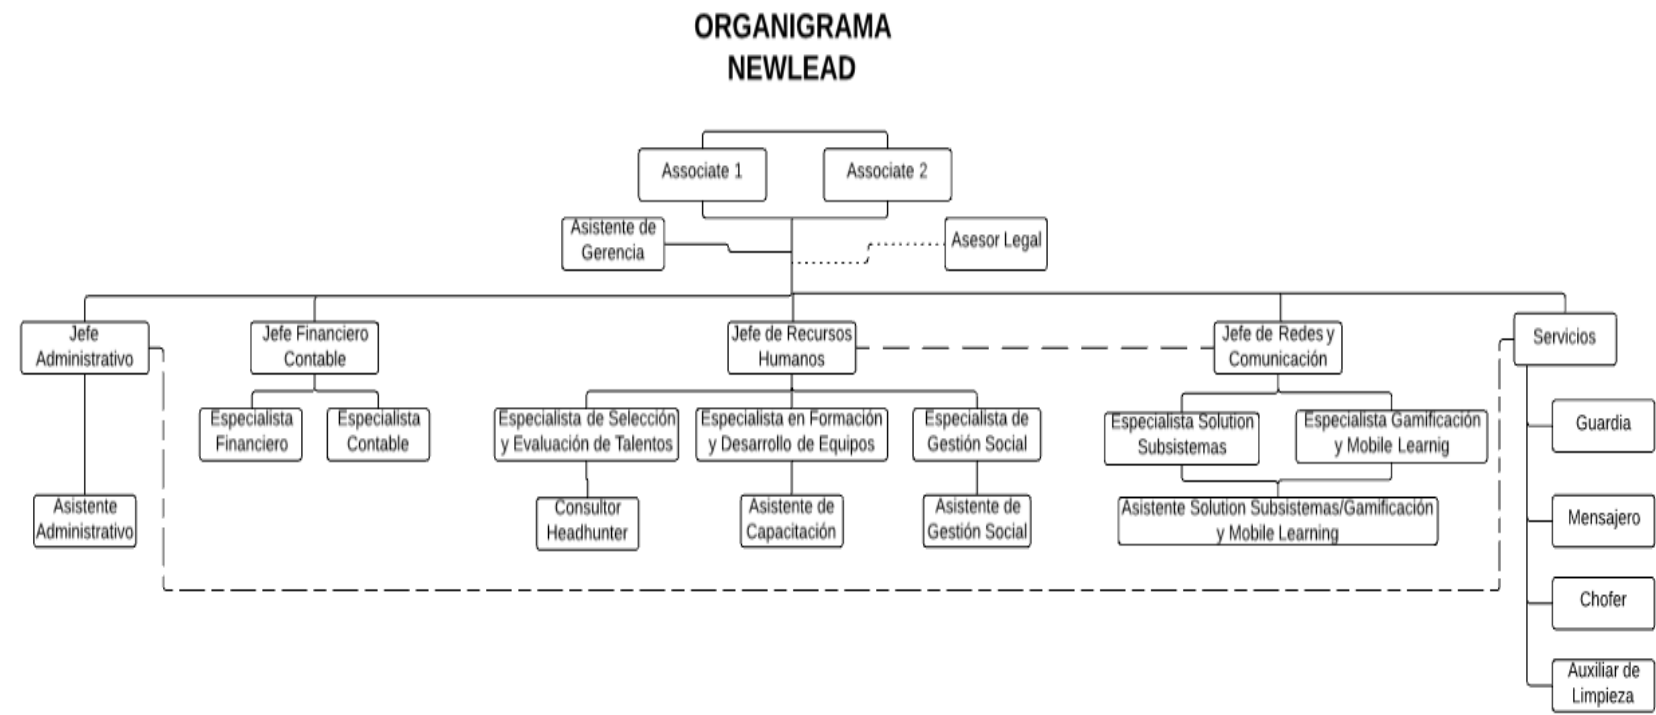 ORGANIGRAMA
NEWLEAD
Associate 1
Associate 2
Asistente de
Gerencia
Asesor Legal
Jefe
Administrativo
Jefe Financiero
Contable
Jefe de Recursos
Humanos
Jefe de Redes y
Comunicación
Servicios
Especialista
Financiero
Especialista
Contable
Especialista de Selección
y Evaluación de Talentos
Especialista en Formación
y Desarrollo de Equipos
Especialista de
Gestión Social
Especialista Solution
Subsistemas
Especialista Gamificación
y Mobile Learnig
Guardia
Asistente
Administrativo
Consultor
Headhunter
Asistente de
Capacitación
Asistente de
Gestión Social
Asistente Solution Subsistemas/Gamificación
y Mobile Learning
Mensajero
Chofer
Auxiliar de
Limpieza